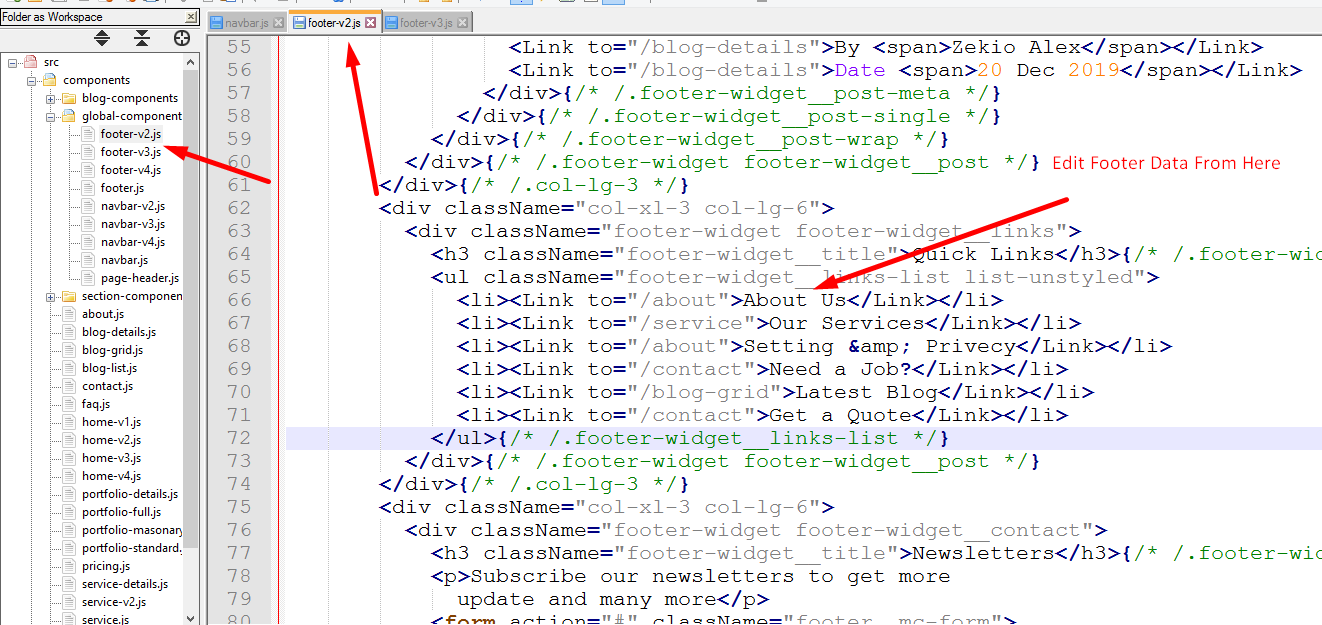 Folder as Workspace
navbar.js footer-v2.js footer-v3.js
src
components
blog-components
global-component
footer-v2.js
footer-v3.js
footer-v4.js
footer.js
navbar-v2.js
navbar-v3.js
navbar-v4.js
navbar.js
page-header.js
section-componen
about.js
blog-details.js
blog-grid.js
blog-list.js
contact.js
faq.js
home-v1.js
home-v2.js
home-v3.js
home-v4.js
portfolio-details.js
portfolio-full.js
portfolio-masonary
portfolio-standard.
pricing.js
service-details.js
service-v2.js
service.js
55 <Link to="/blog-details">By <span>Zekio Alex</span></Link>
56 <Link to="/blog-details">Date <span>20 Dec 2019</span></Link>
57 </div>{/* /.footer-widget__post-meta */}
58 </div>{/* /.footer-widget__post-single */}
59 </div>{/* /.footer-widget__post-wrap */}
60 </div>{/* /.footer-widget footer-widget__post */} Edit Footer Data From Here
61 </div>{/* /.col-lg-3 */}
62 <div className="col-xl-3 col-lg-6">
63 <div className="footer-widget footer-widget__links">
64 <h3 className="footer-widget__title">Quick Links</h3>{/* /.footer-wid
65 <ul className="footer-widget__links-list list-unstyled">
66 <li><Link to="/about">About Us</Link></li>
67 <li><Link to="/service">Our Services</Link></li>
68 <li><Link to="/about">Setting &amp; Privecy</Link></li>
69 <li><Link to="/contact">Need a Job?</Link></li>
70 <li><Link to="/blog-grid">Latest Blog</Link></li>
71 <li><Link to="/contact">Get a Quote</Link></li>
72 </ul>{/* /.footer-widget__links-list */}
73 </div>{/* /.footer-widget footer-widget__post */}
74 </div>{/* /.col-lg-3 */}
75 <div className="col-xl-3 col-lg-6">
76 <div className="footer-widget footer-widget__contact">
77 <h3 className="footer-widget__title">Newsletters</h3>{/* /.footer-wid
78 <p>Subscribe our newsletters to get more
79 update and many more</p>
80 <form action="#" className="footer__mc-form">